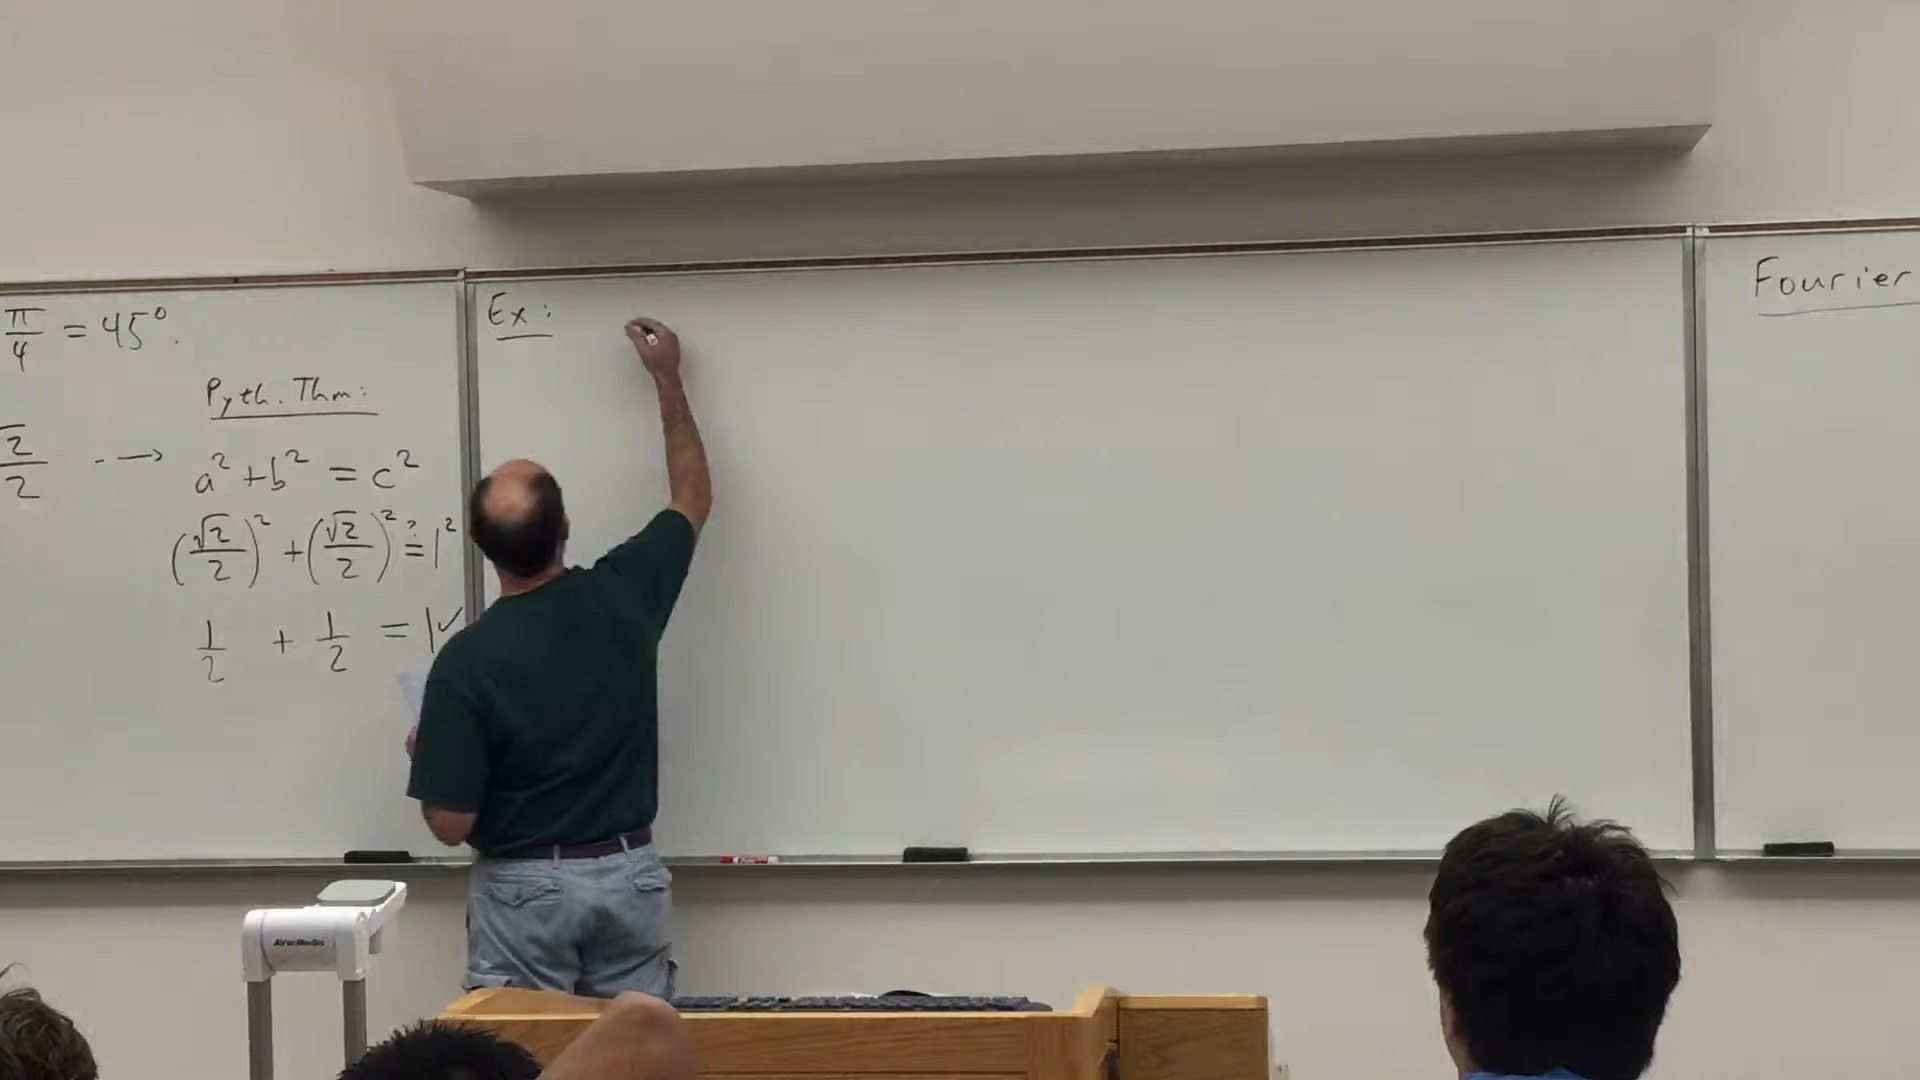 π/4 = 45°.
Pyth. Thm:
√2/2 --→ a² + b² = c²
(√2/2)² + (√2/2)² ≟ 1²
1/2 + 1/2 = 1✓
Ex:
Fourier
AVerMedia